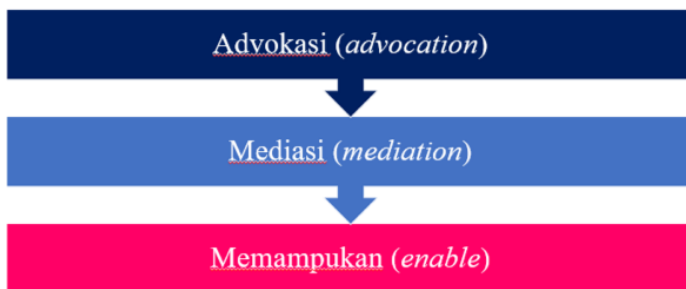 Advokasi (advocation)
Mediasi (mediation)
Memampukan (enable)